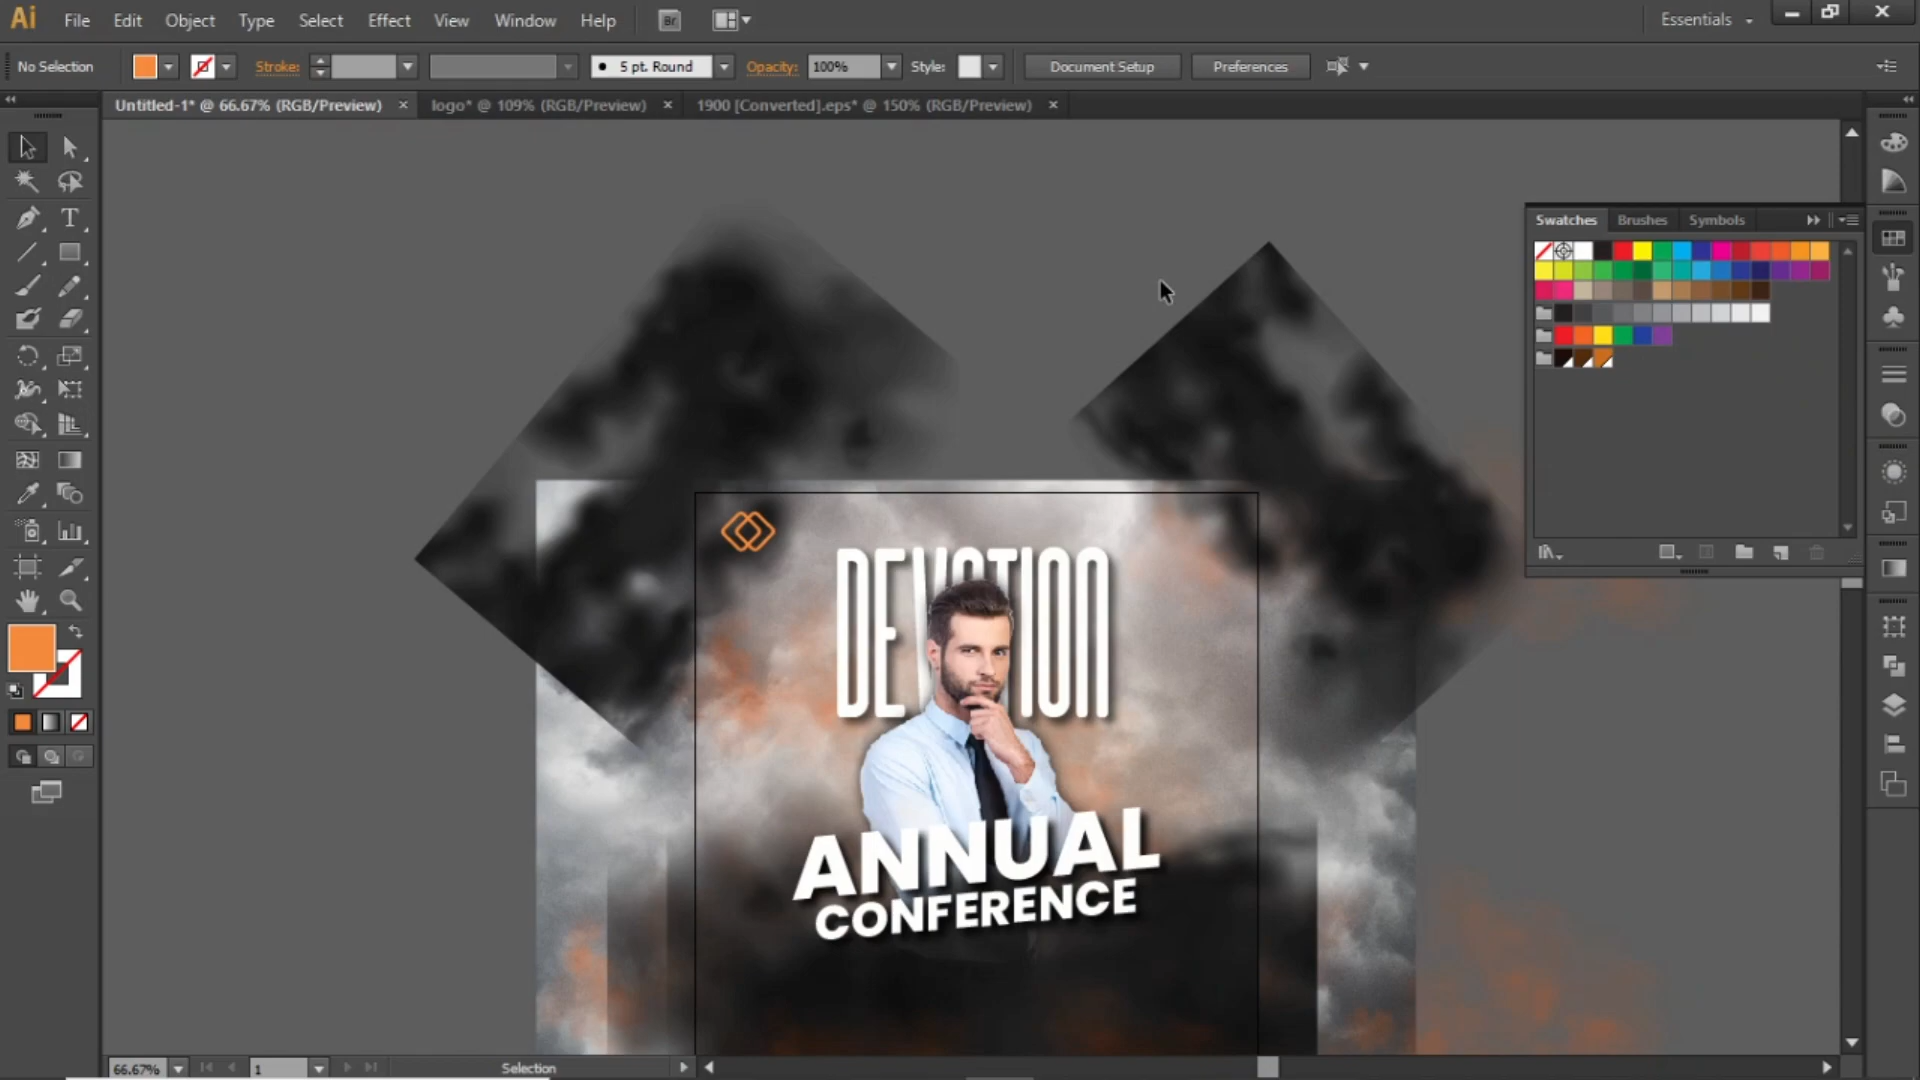 Ai File Edit Object Type Select Effect View Window Help Br Essentials
No Selection Stroke: 5 pt. Round Opacity: 100% Style: Document Setup Preferences
Untitled-1* @ 66.67% (RGB/Preview) × logo* @ 109% (RGB/Preview) × 1900 [Converted].eps* @ 150% (RGB/Preview) ×
Swatches Brushes Symbols
DEVOTION
ANNUAL
CONFERENCE
66.67% 1 Selection